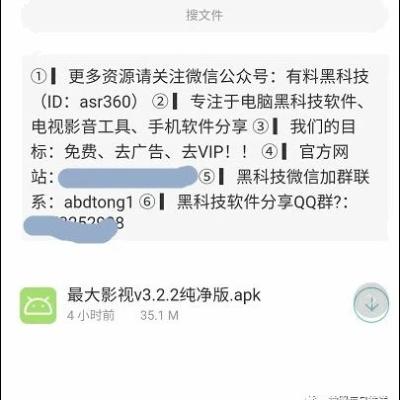 搜文件
①▎更多资源请关注微信公众号：有料黑科技
（ID：asr360） ②▎专注于电脑黑科技软件、
电视影音工具、手机软件分享 ③▎我们的目
标：免费、去广告、去VIP！！ ④▎官方网
站： ⑤▎黑科技微信加群联
系：abdtong1 ⑥▎黑科技软件分享QQ群?：
最大影视v3.2.2纯净版.apk
4 小时前 35.1 M